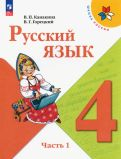 В. П. Канакина
В. Г. Горецкий
Русский
язык
4
Часть 1